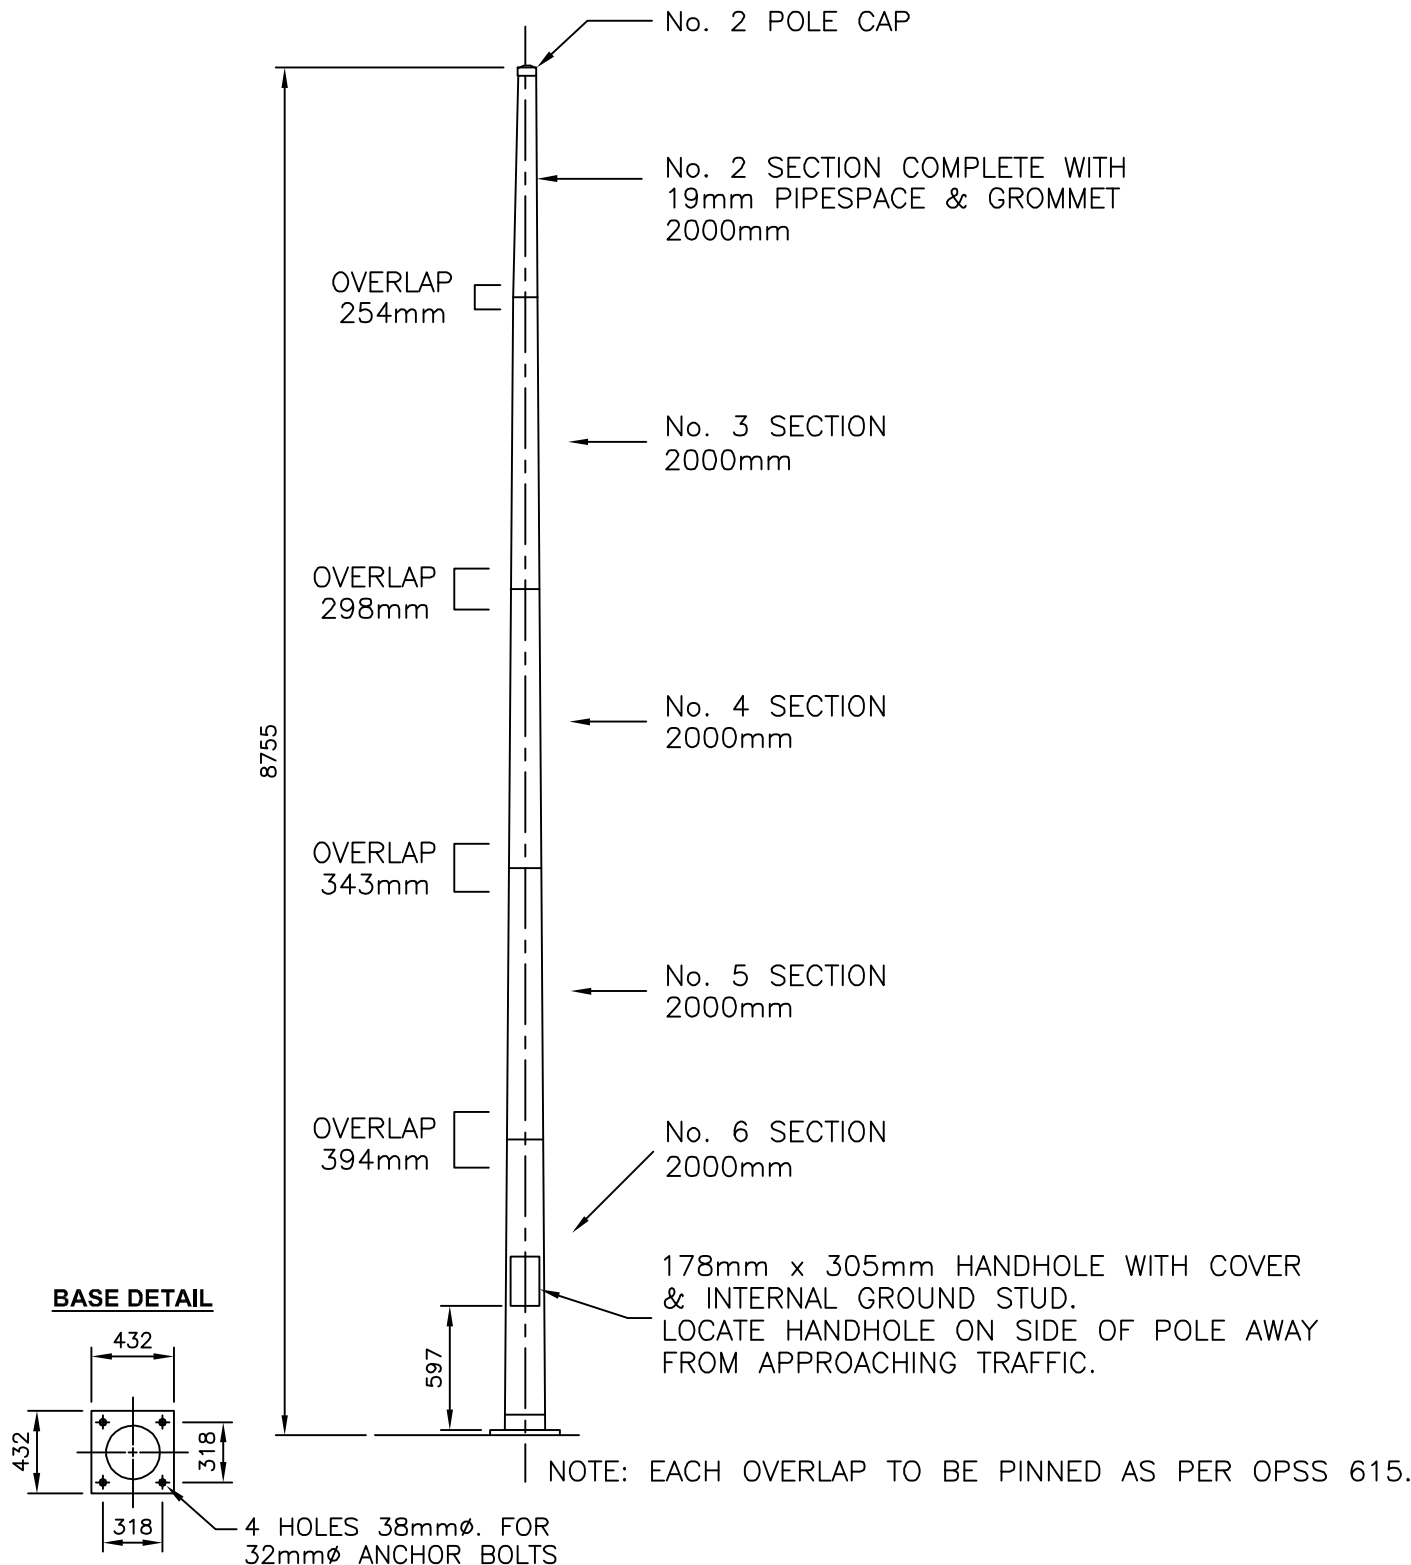 No. 2 POLE CAP
No. 2 SECTION COMPLETE WITH
19mm PIPESPACE & GROMMET
2000mm
OVERLAP
254mm
No. 3 SECTION
2000mm
OVERLAP
298mm
No. 4 SECTION
2000mm
8755
OVERLAP
343mm
No. 5 SECTION
2000mm
OVERLAP
394mm
No. 6 SECTION
2000mm
178mm x 305mm HANDHOLE WITH COVER
& INTERNAL GROUND STUD.
LOCATE HANDHOLE ON SIDE OF POLE AWAY
FROM APPROACHING TRAFFIC.
597
BASE DETAIL
432
432
318
318
4 HOLES 38mmø. FOR
32mmø ANCHOR BOLTS
NOTE: EACH OVERLAP TO BE PINNED AS PER OPSS 615.